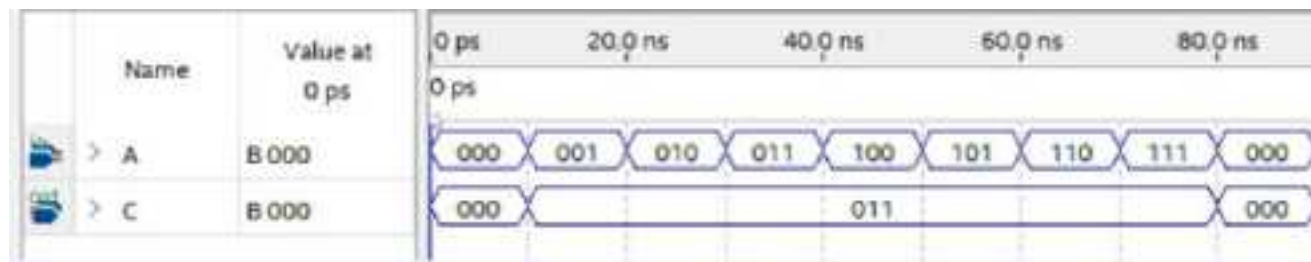 Name Value at 0 ps 0 ps 20.0 ns 40.0 ns 60.0 ns 80.0 ns
0 ps
A B 000 000 001 010 011 100 101 110 111 000
C B 000 000 011 000